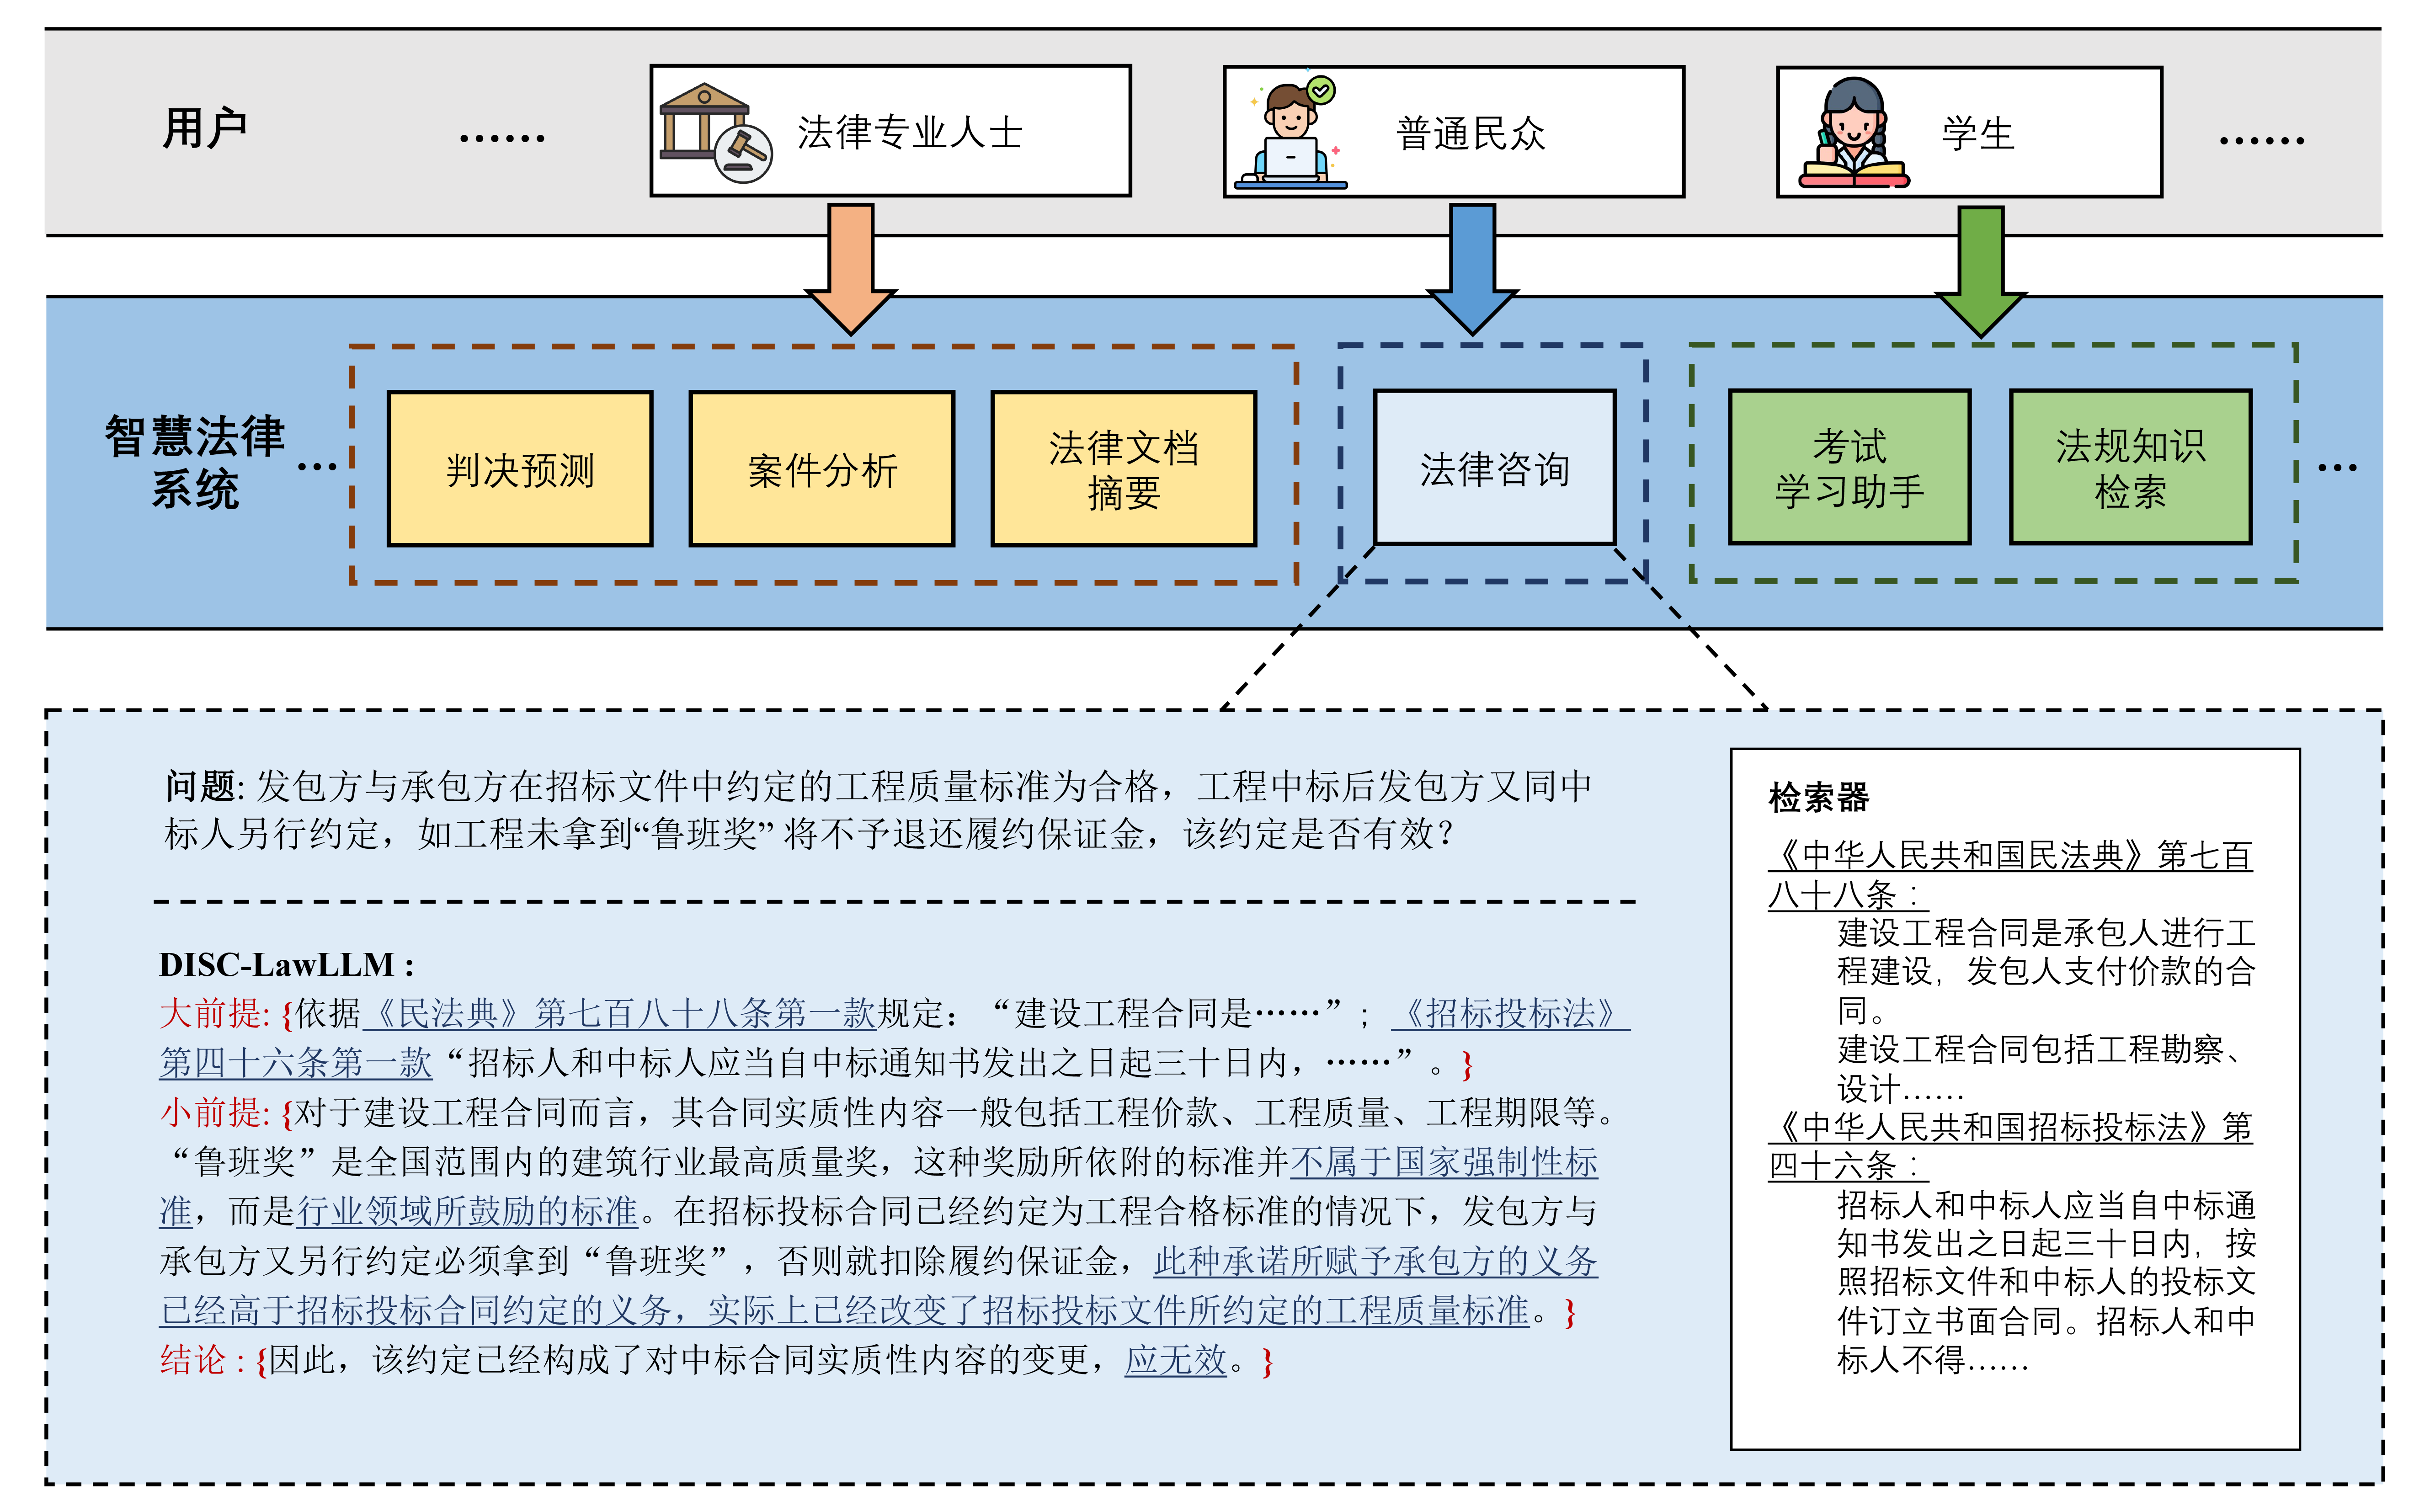 用户
……
法律专业人士
普通民众
学生
……
智慧法律
系统
…
判决预测
案件分析
法律文档
摘要
法律咨询
考试
学习助手
法规知识
检索
…
问题: 发包方与承包方在招标文件中约定的工程质量标准为合格，工程中标后发包方又同中
标人另行约定，如工程未拿到“鲁班奖” 将不予退还履约保证金，该约定是否有效？
DISC-LawLLM :
大前提: {依据《民法典》第七百八十八条第一款规定：“建设工程合同是……”；《招标投标法》
第四十六条第一款“招标人和中标人应当自中标通知书发出之日起三十日内，……”。}
小前提: {对于建设工程合同而言，其合同实质性内容一般包括工程价款、工程质量、工程期限等。
“鲁班奖”是全国范围内的建筑行业最高质量奖，这种奖励所依附的标准并不属于国家强制性标
准，而是行业领域所鼓励的标准。在招标投标合同已经约定为工程合格标准的情况下，发包方与
承包方又另行约定必须拿到“鲁班奖”，否则就扣除履约保证金，此种承诺所赋予承包方的义务
已经高于招标投标合同约定的义务，实际上已经改变了招标投标文件所约定的工程质量标准。}
结论 : {因此，该约定已经构成了对中标合同实质性内容的变更，应无效。}
检索器
《中华人民共和国民法典》第七百
八十八条：
建设工程合同是承包人进行工
程建设，发包人支付价款的合
同。
建设工程合同包括工程勘察、
设计……
《中华人民共和国招标投标法》第
四十六条：
招标人和中标人应当自中标通
知书发出之日起三十日内，按
照招标文件和中标人的投标文
件订立书面合同。招标人和中
标人不得……